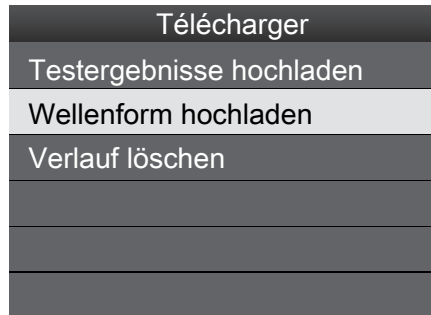 Télécharger
Testergebnisse hochladen
Wellenform hochladen
Verlauf löschen